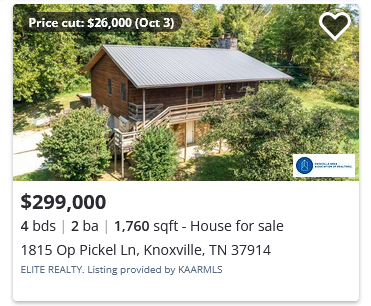 Price cut: $26,000 (Oct 3)
KNOXVILLE AREA
ASSOCIATION OF REALTORS
$299,000
4 bds | 2 ba | 1,760 sqft - House for sale
1815 Op Pickel Ln, Knoxville, TN 37914
ELITE REALTY. Listing provided by KAARMLS